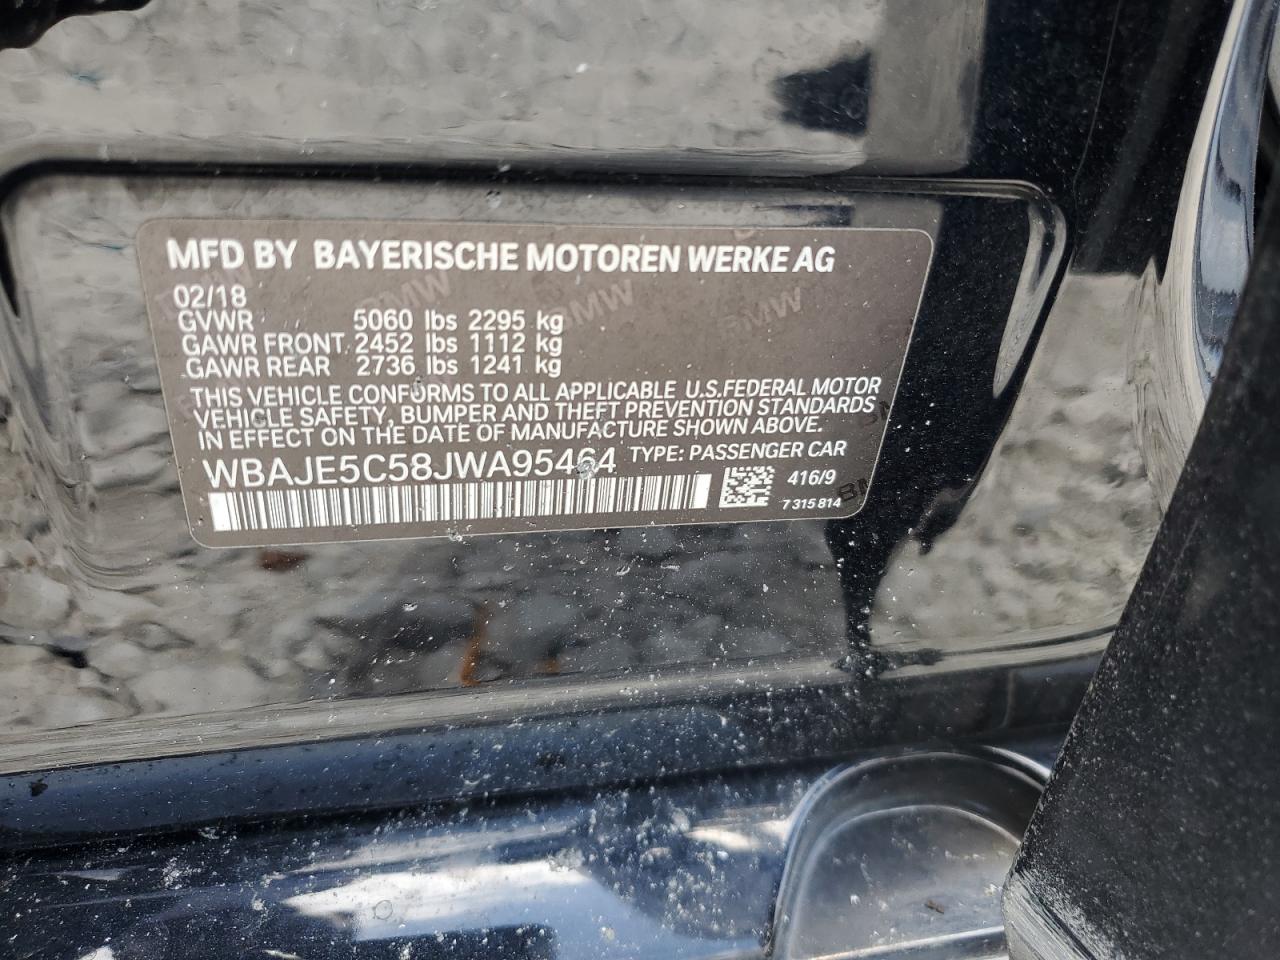 MFD BY BAYERISCHE MOTOREN WERKE AG
02/18
GVWR 5060 lbs 2295 kg
GAWR FRONT 2452 lbs 1112 kg
GAWR REAR 2736 lbs 1241 kg
THIS VEHICLE CONFORMS TO ALL APPLICABLE U.S.FEDERAL MOTOR
VEHICLE SAFETY, BUMPER AND THEFT PREVENTION STANDARDS
IN EFFECT ON THE DATE OF MANUFACTURE SHOWN ABOVE.
WBAJE5C58JWA95464 TYPE: PASSENGER CAR
416/9
7 315 814
BMW
BMW
BMW